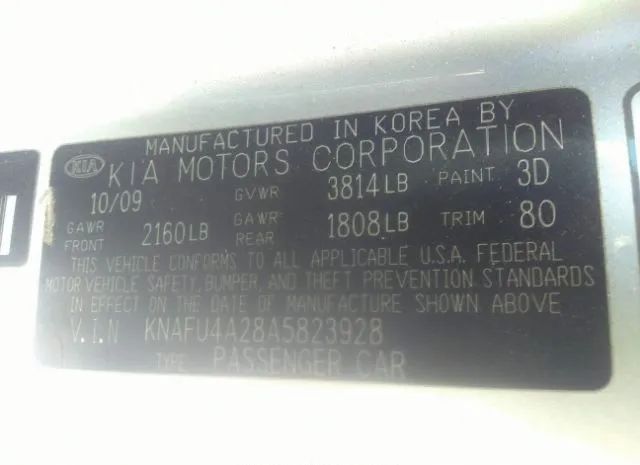 MANUFACTURED IN KOREA BY
KIA KIA MOTORS CORPORATION
10/09 GVWR 3814LB PAINT 3D
GAWR FRONT 2160LB GAWR REAR 1808LB TRIM 80
THIS VEHICLE CONFORMS TO ALL APPLICABLE U.S.A. FEDERAL
MOTOR VEHICLE SAFETY, BUMPER, AND THEFT PREVENTION STANDARDS
IN EFFECT ON THE DATE OF MANUFACTURE SHOWN ABOVE
V.I.N KNAFU4A28A5823928
TYPE: PASSENGER CAR